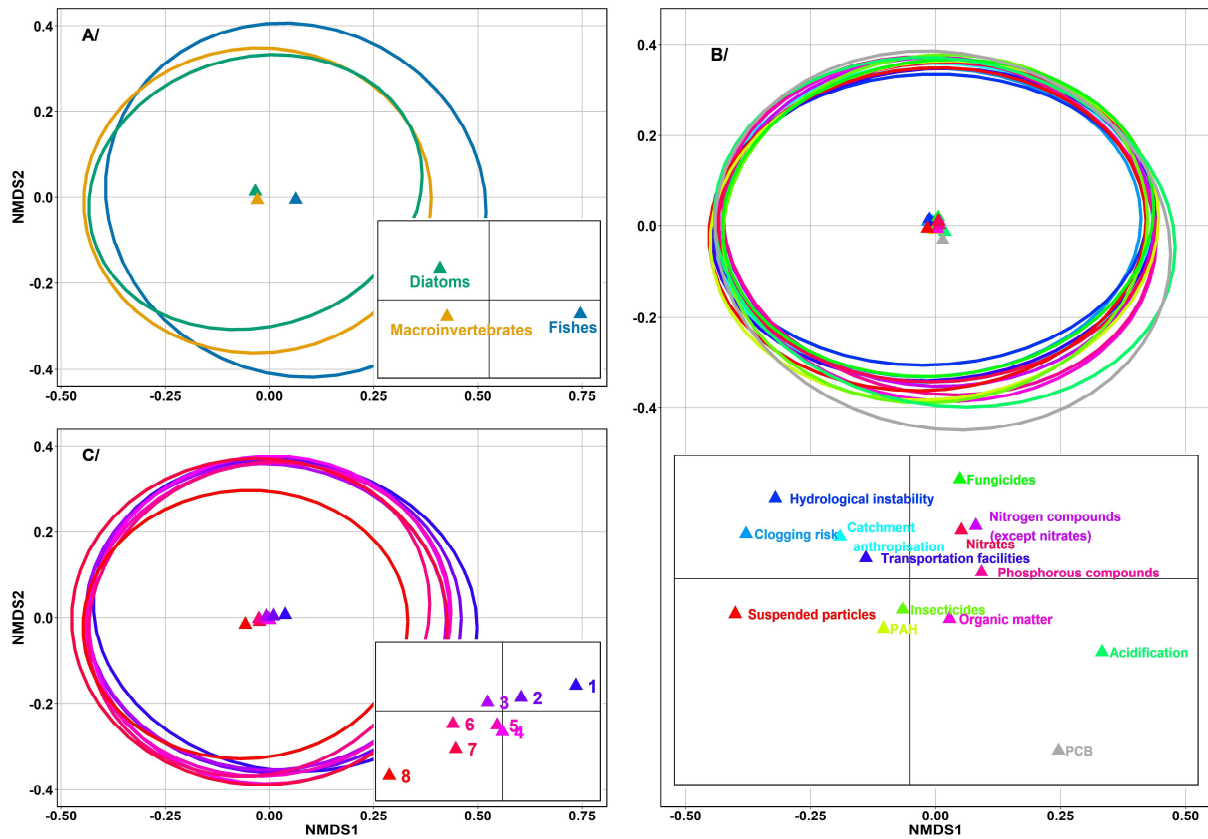 A/
0.4
0.2
0.0
-0.2
-0.4
NMDS2
-0.50
-0.25
0.00
0.25
0.50
0.75
Diatoms
Macroinvertebrates
Fishes
B/
0.4
0.2
0.0
-0.2
-0.4
Fungicides
Hydrological instability
Nitrogen compounds
(except nitrates)
Clogging risk
Catchment
anthropisation
Nitrates
Transportation facilities
Phosphorous compounds
Suspended particles
Insecticides
Organic matter
PAH
Acidification
PCB
-0.50
-0.25
0.00
0.25
0.50
NMDS1
C/
0.4
0.2
0.0
-0.2
-0.4
NMDS2
1
2
3
4
5
6
7
8
-0.50
-0.25
0.00
0.25
0.50
0.75
NMDS1